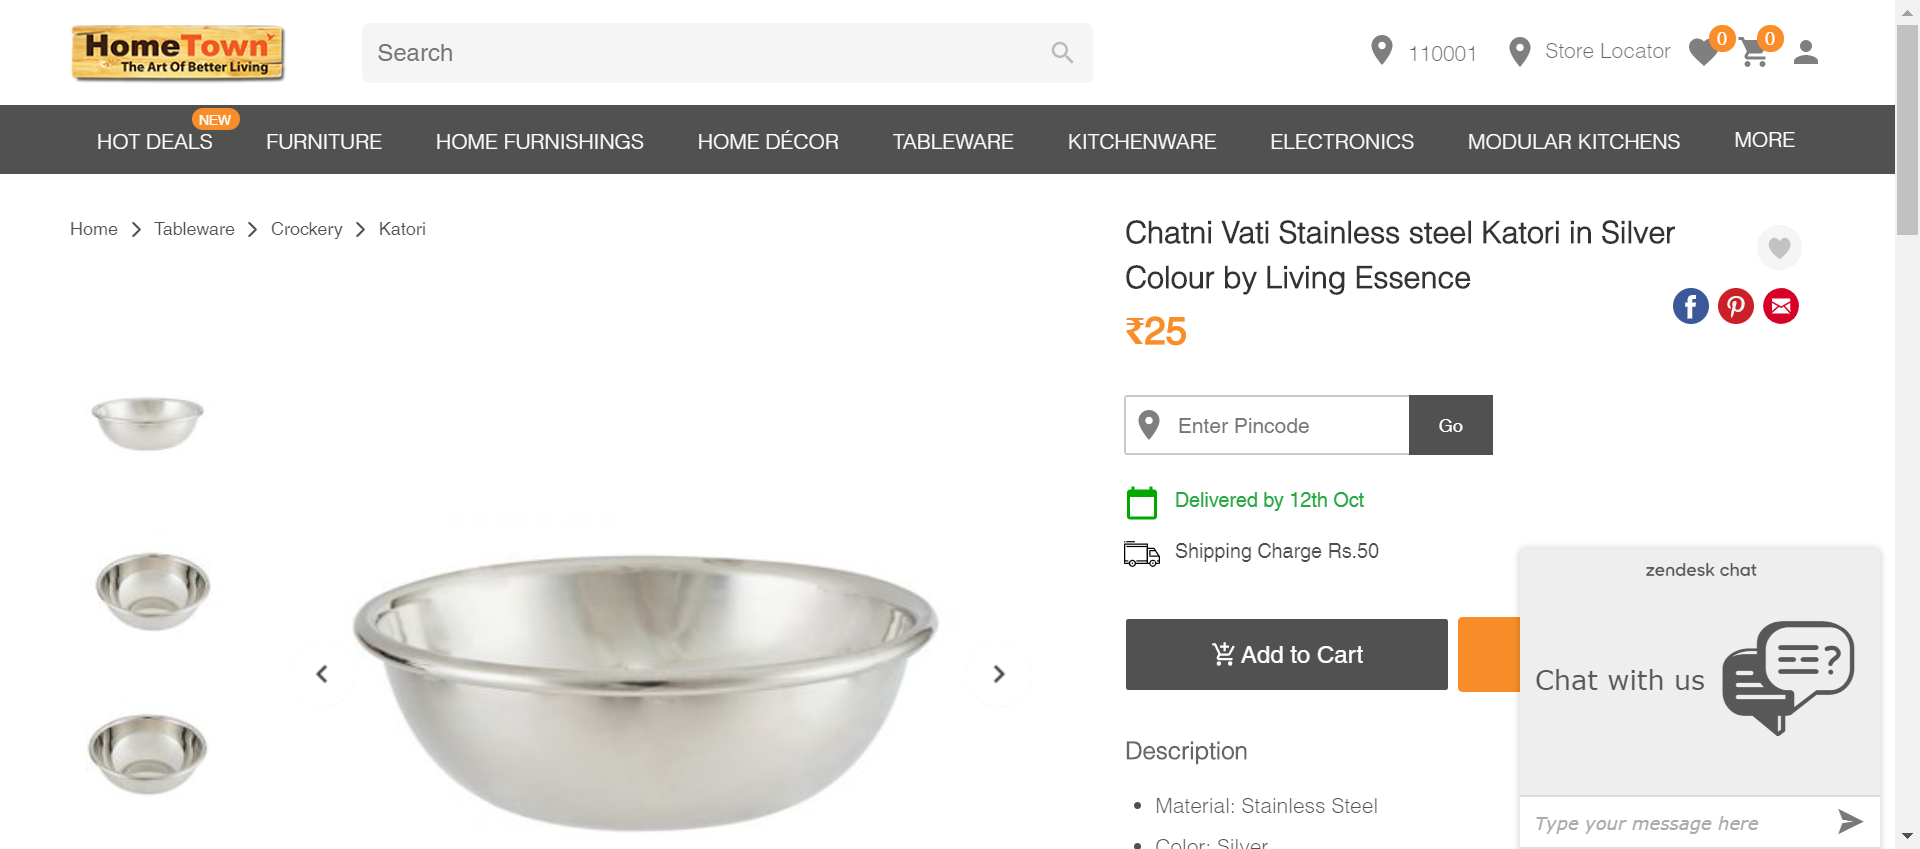 HomeTown
The Art Of Better Living
Search
110001
Store Locator
0
0
HOT DEALS
NEW
FURNITURE
HOME FURNISHINGS
HOME DÉCOR
TABLEWARE
KITCHENWARE
ELECTRONICS
MODULAR KITCHENS
MORE
Home
Tableware
Crockery
Katori
Chatni Vati Stainless steel Katori in Silver
Colour by Living Essence
₹25
Enter Pincode
Go
Delivered by 12th Oct
Shipping Charge Rs.50
Add to Cart
Description
Material: Stainless Steel
Color: Silver
zendesk chat
Chat with us
Type your message here